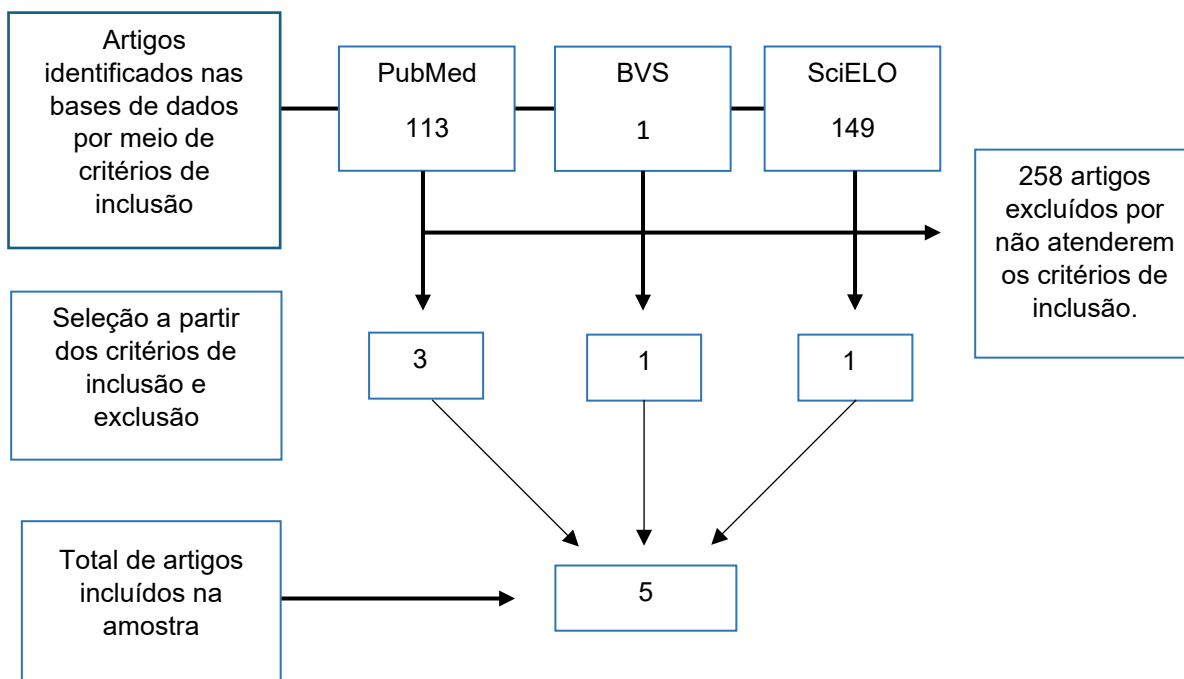 Artigos
identificados nas
bases de dados
por meio de
critérios de
inclusão
PubMed
113
BVS
1
SciELO
149
258 artigos
excluídos por
não atenderem
os critérios de
inclusão.
Seleção a partir
dos critérios de
inclusão e
exclusão
3
1
1
Total de artigos
incluídos na
amostra
5